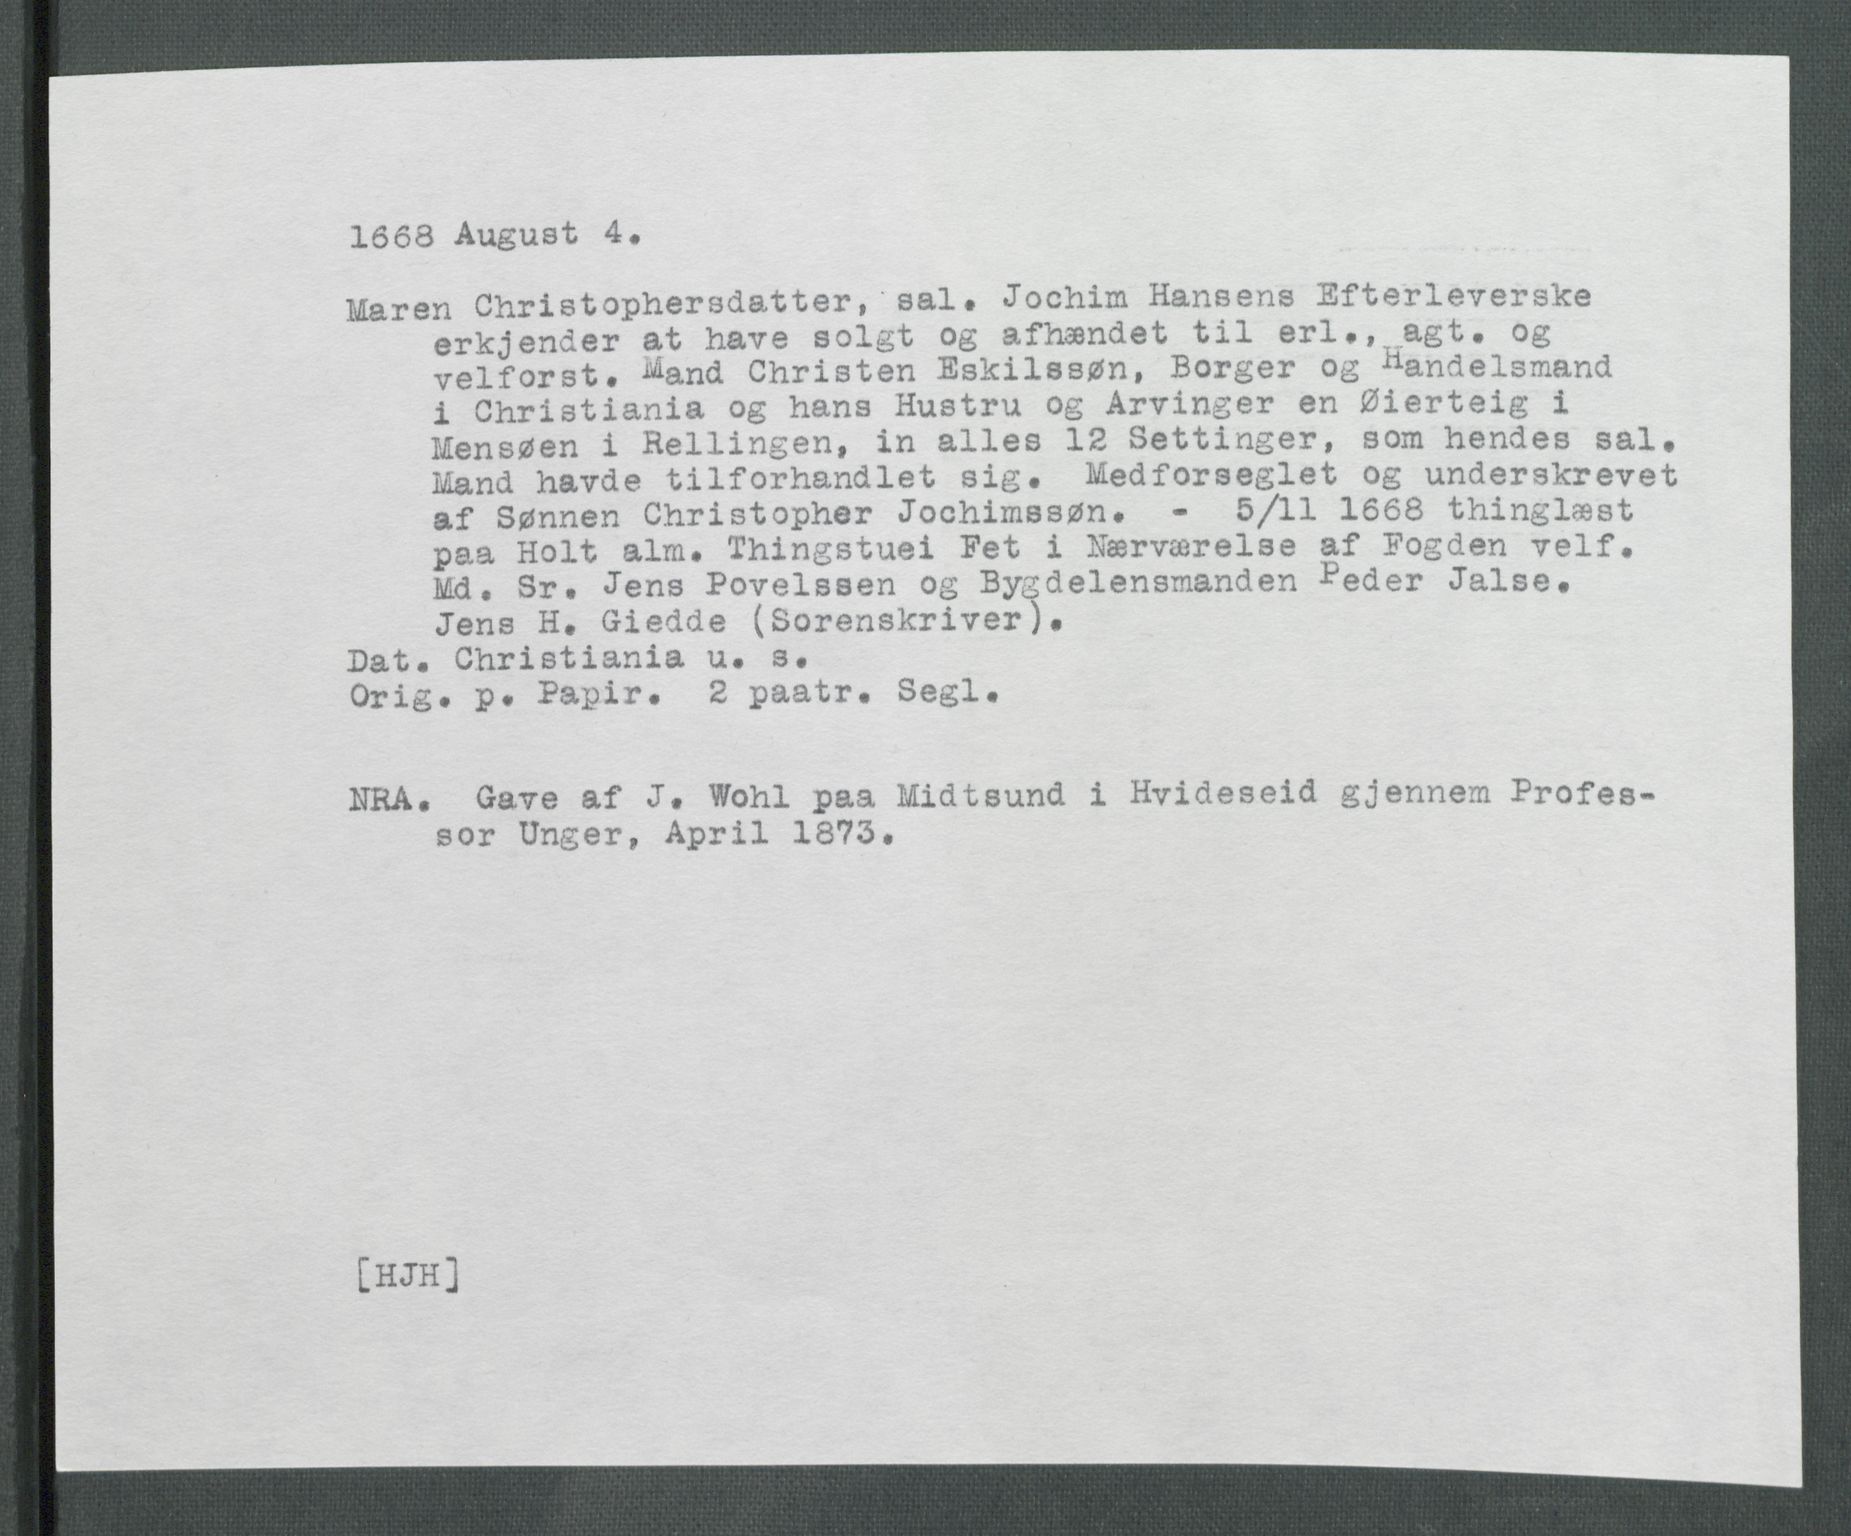 1668 August 4.
Maren Christophersdatter, sal. Jochim Hansens Efterleverske
erkjender at have solgt og afhændet til erl., agt. og
velforst. Mand Christen Eskilssøn, Borger og Handelsmand
i Christiania og hans Hustru og Arvinger en Øierteig i
Mensøen i Rellingen, in alles 12 Settinger, som hendes sal.
Mand havde tilforhandlet sig. Medforseglet og underskrevet
af Sønnen Christopher Jochimssøn. - 5/11 1668 thinglæst
paa Holt alm. Thingstuei Fet i Nærværelse af Fogden velf.
Md. Sr. Jens Povelssen og Bygdelensmanden Peder Jalse.
Jens H. Giedde (Sorenskriver).
Dat. Christiania u. s.
Orig. p. Papir. 2 paatr. Segl.
NRA. Gave af J. Wohl paa Midtsund i Hvideseid gjennem Profes-
sor Unger, April 1873.
[HJH]